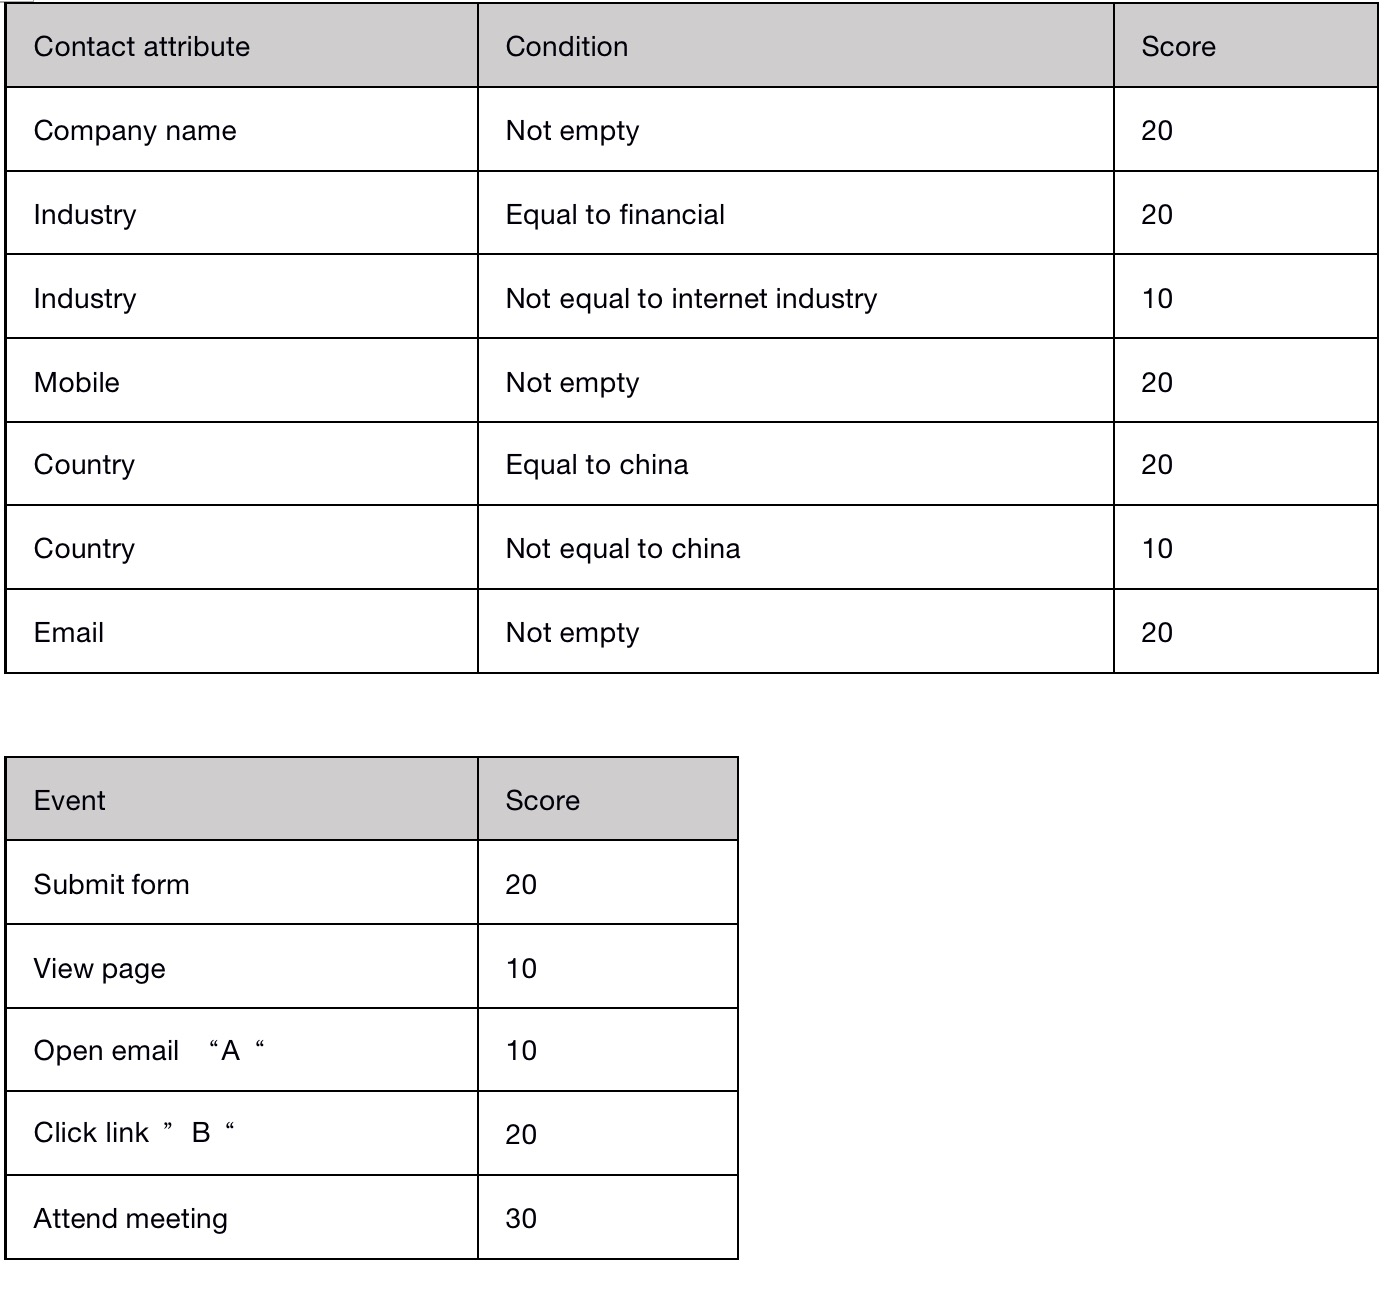 Contact attribute Condition Score
Company name Not empty 20
Industry Equal to financial 20
Industry Not equal to internet industry 10
Mobile Not empty 20
Country Equal to china 20
Country Not equal to china 10
Email Not empty 20
Event Score
Submit form 20
View page 10
Open email “A “ 10
Click link ” B “ 20
Attend meeting 30